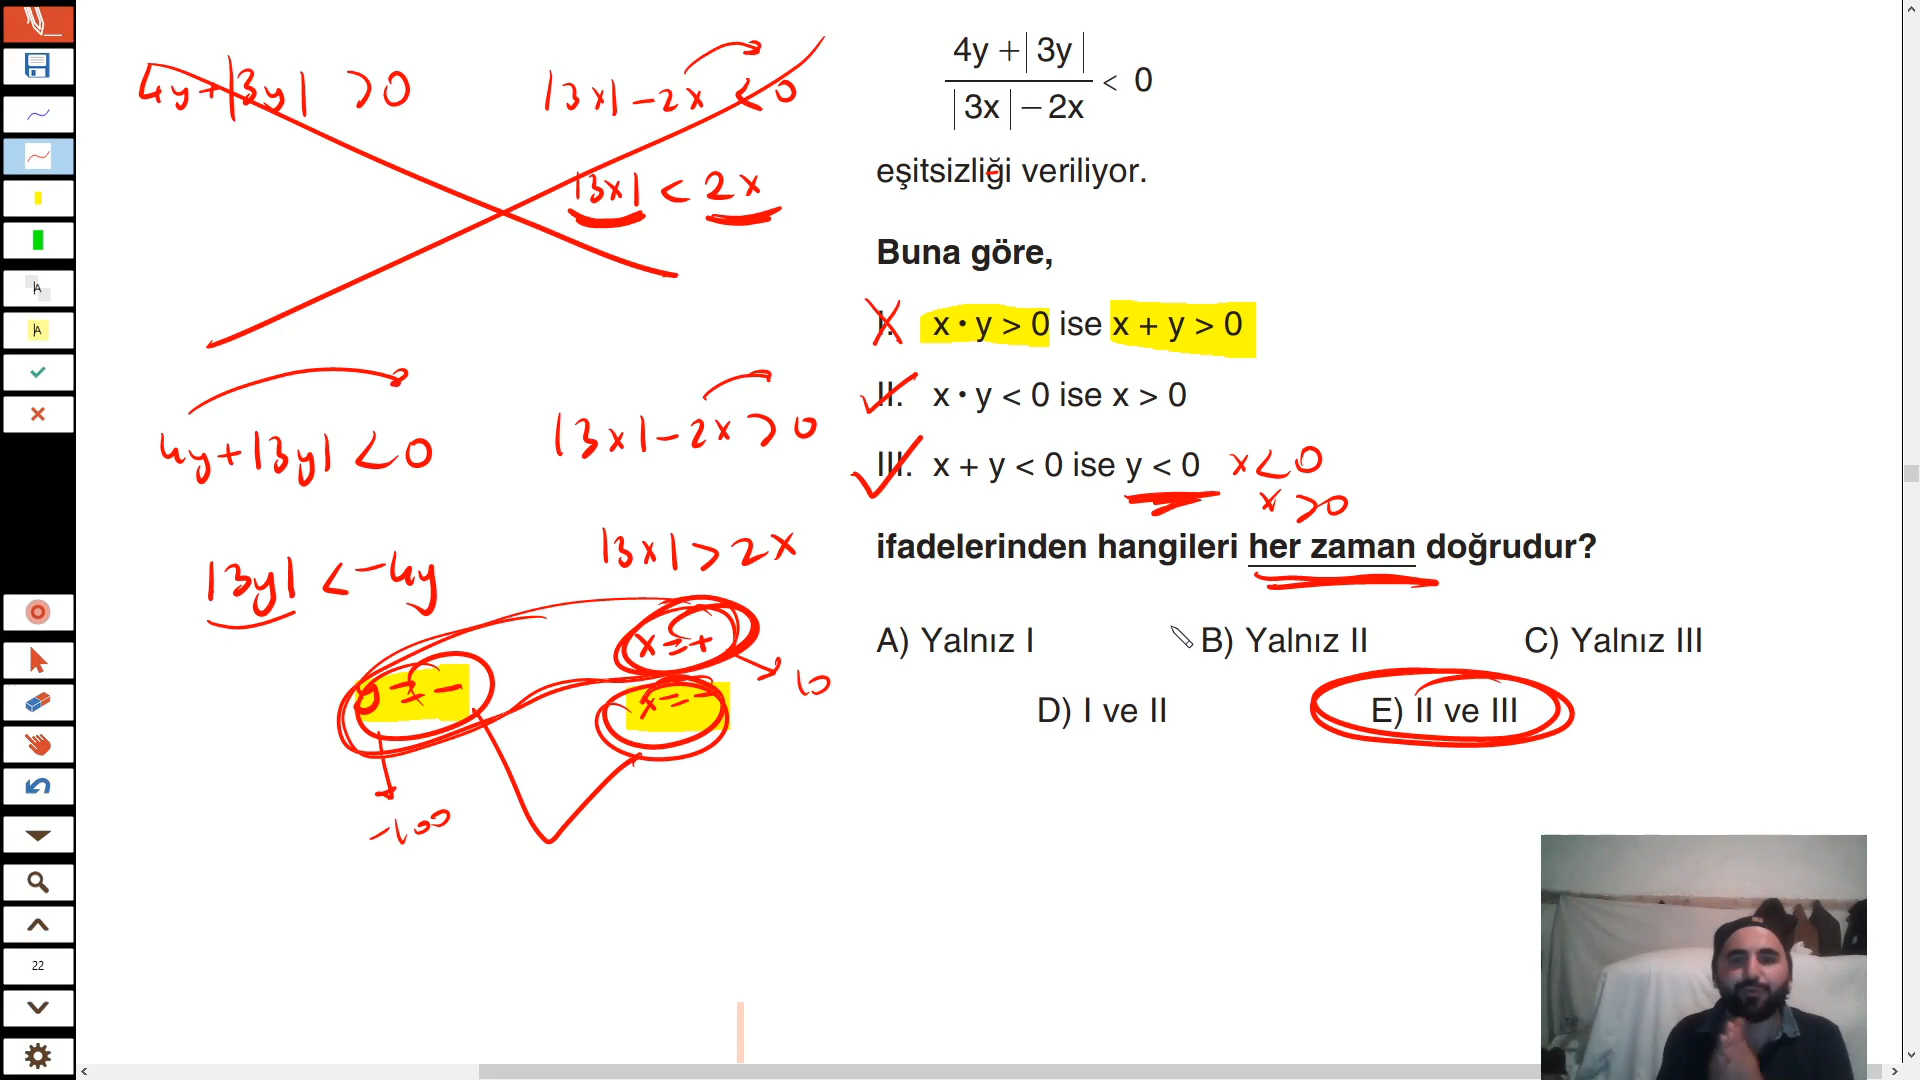 4y + |3y| > 0
|3x| - 2x < 0
|3x| < 2x
4y + |3y| < 0
|3x| - 2x > 0
|3y| < -4y
|3x| > 2x
y = -
x = +
x = -
10
-100
4y + | 3y |
| 3x | − 2x
< 0
eşitsizliği veriliyor.
Buna göre,
I. x • y > 0 ise x + y > 0
II. x • y < 0 ise x > 0
III. x + y < 0 ise y < 0
x < 0
x > 0
ifadelerinden hangileri her zaman doğrudur?
A) Yalnız I B) Yalnız II C) Yalnız III
D) I ve II E) II ve III
22